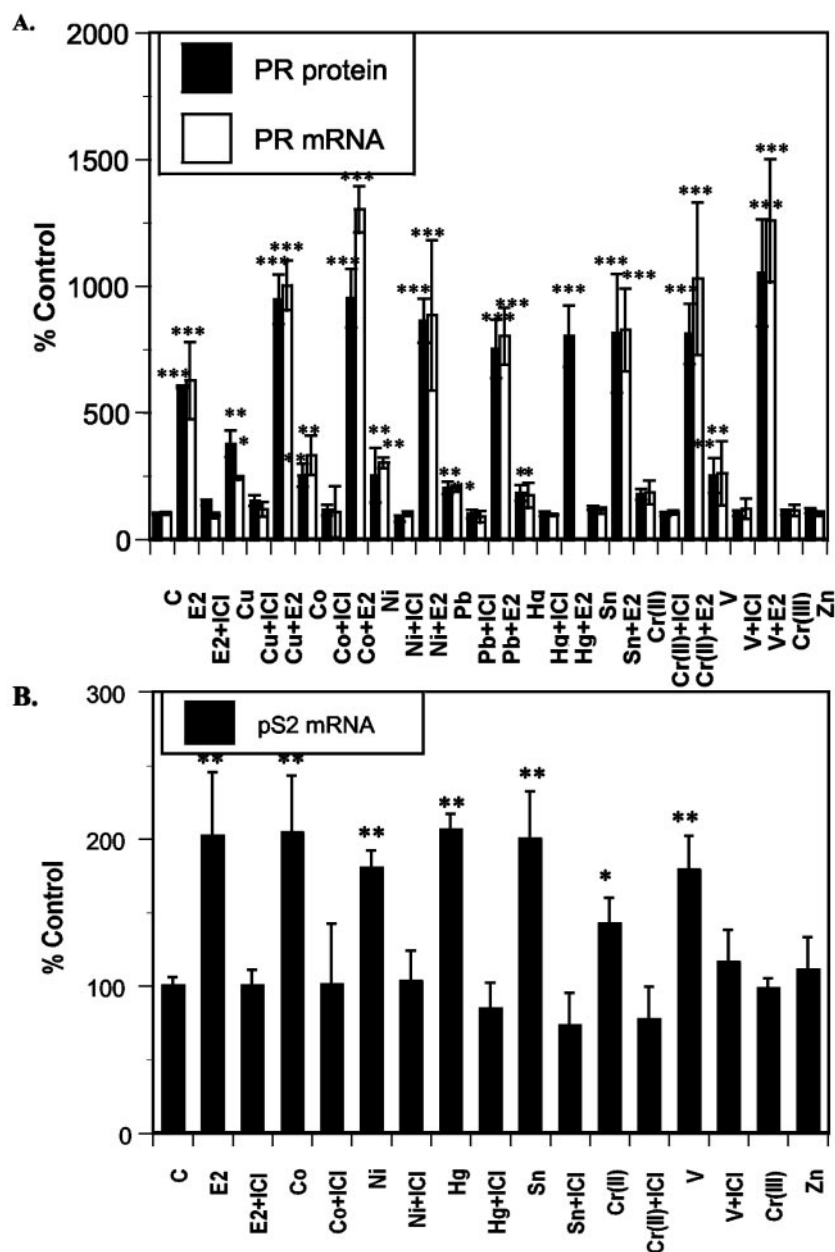 A.
2000
1500
1000
500
0
% Control
PR protein
PR mRNA
*** *** ** * *** *** ** ** *** *** ** ** *** *** ** *** *** *** *** *** *** *** *** ** ** *** ***
C
E2
E2+ICI
Cu
Cu+ICI
Cu+E2
Co
Co+ICI
Co+E2
Ni
Ni+ICI
Ni+E2
Pb
Pb+ICI
Pb+E2
Hg
Hg+ICI
Hg+E2
Sn
Sn+E2
Cr(II)
Cr(II)+ICI
Cr(II)+E2
V
V+ICI
V+E2
Cr(III)
Zn
B.
300
200
100
0
% Control
pS2 mRNA
** ** ** ** ** * **
C
E2
E2+ICI
Co
Co+ICI
Ni
Ni+ICI
Hg
Hg+ICI
Sn
Sn+ICI
Cr(II)
Cr(II)+ICI
V
V+ICI
Cr(III)
Zn